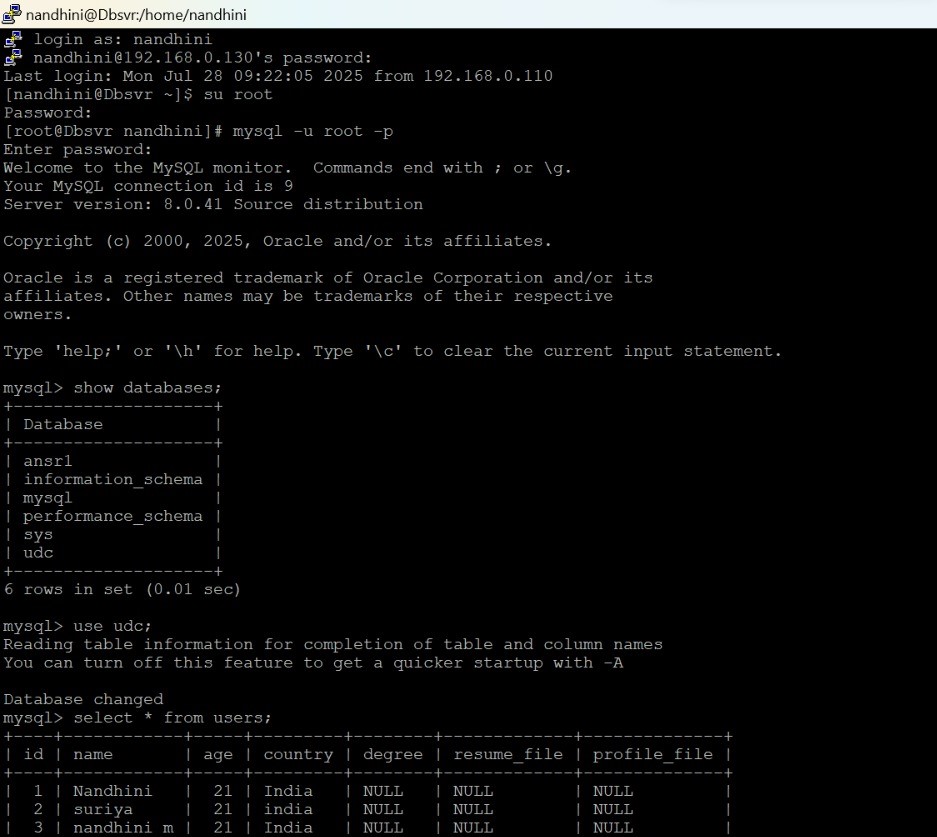 nandhini@Dbsvr:/home/nandhini
login as: nandhini
nandhini@192.168.0.130's password:
Last login: Mon Jul 28 09:22:05 2025 from 192.168.0.110
[nandhini@Dbsvr ~]$ su root
Password:
[root@Dbsvr nandhini]# mysql -u root -p
Enter password:
Welcome to the MySQL monitor.  Commands end with ; or \g.
Your MySQL connection id is 9
Server version: 8.0.41 Source distribution

Copyright (c) 2000, 2025, Oracle and/or its affiliates.

Oracle is a registered trademark of Oracle Corporation and/or its
affiliates. Other names may be trademarks of their respective
owners.

Type 'help;' or '\h' for help. Type '\c' to clear the current input statement.

mysql> show databases;
+--------------------+
| Database           |
+--------------------+
| ansr1              |
| information_schema |
| mysql              |
| performance_schema |
| sys                |
| udc                |
+--------------------+
6 rows in set (0.01 sec)

mysql> use udc;
Reading table information for completion of table and column names
You can turn off this feature to get a quicker startup with -A

Database changed
mysql> select * from users;
+----+------------+-----+---------+--------+-------------+--------------+
| id | name       | age | country | degree | resume_file | profile_file |
+----+------------+-----+---------+--------+-------------+--------------+
|  1 | Nandhini   |  21 | India   | NULL   | NULL        | NULL         |
|  2 | suriya     |  21 | india   | NULL   | NULL        | NULL         |
|  3 | nandhini m |  21 | India   | NULL   | NULL        | NULL         |